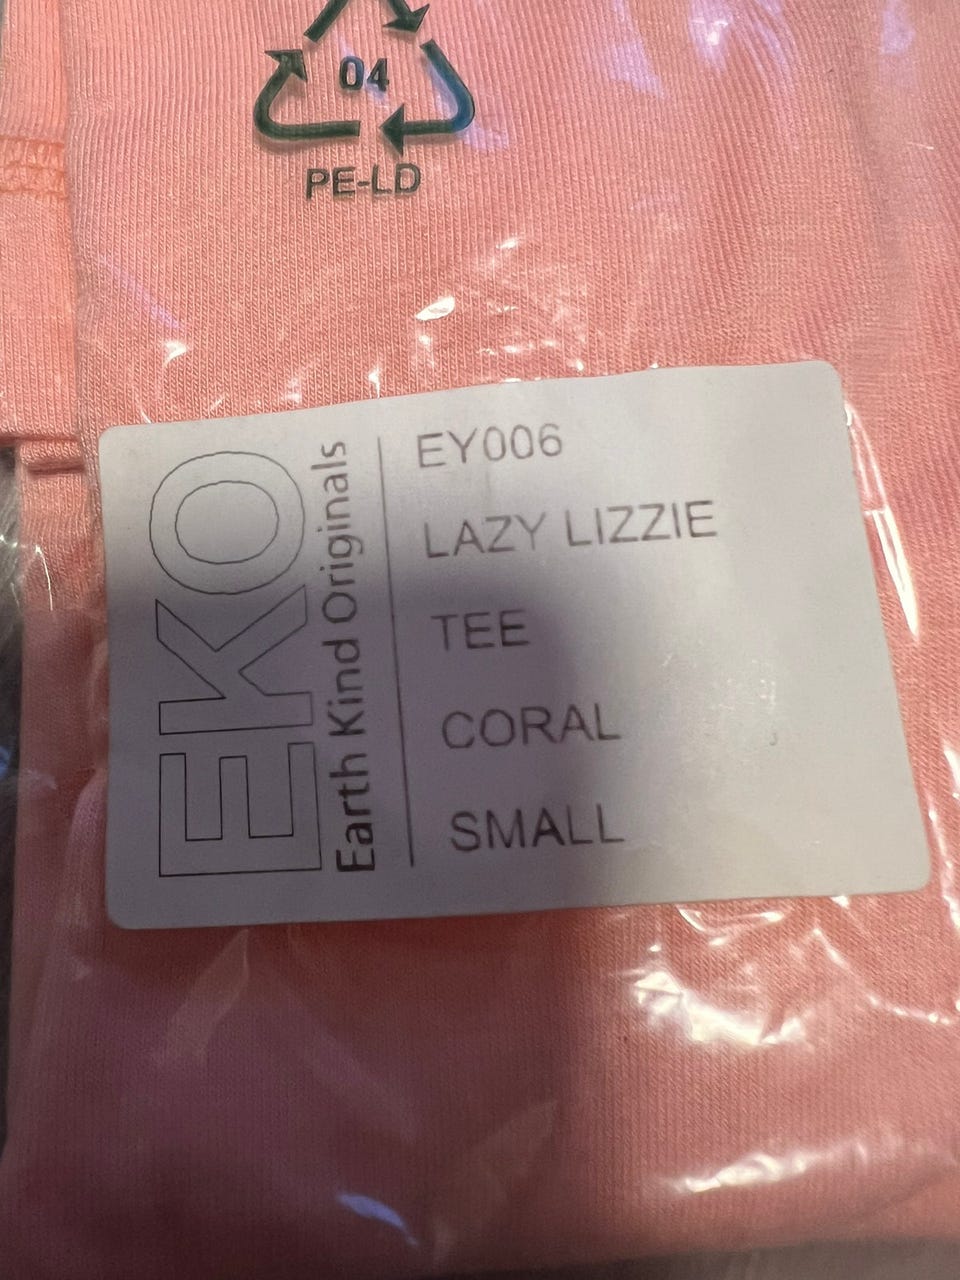 04
PE-LD
EKO
Earth Kind Originals
EY006
LAZY LIZZIE
TEE
CORAL
SMALL